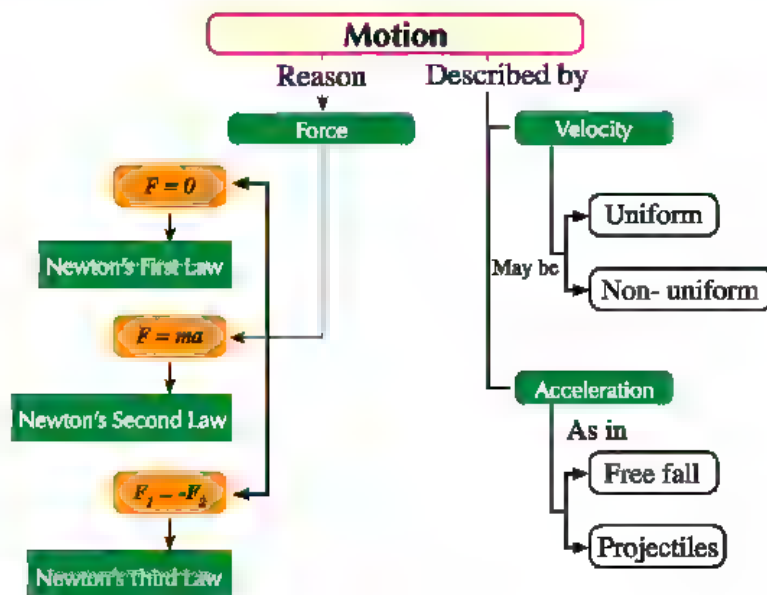 Motion
Reason
Described by
Force
Velocity
F = 0
Uniform
Newton's First Law
May be
Non- uniform
F = ma
Acceleration
Newton's Second Law
As in
Free fall
F₁ = -F₂
Projectiles
Newton's Third Law